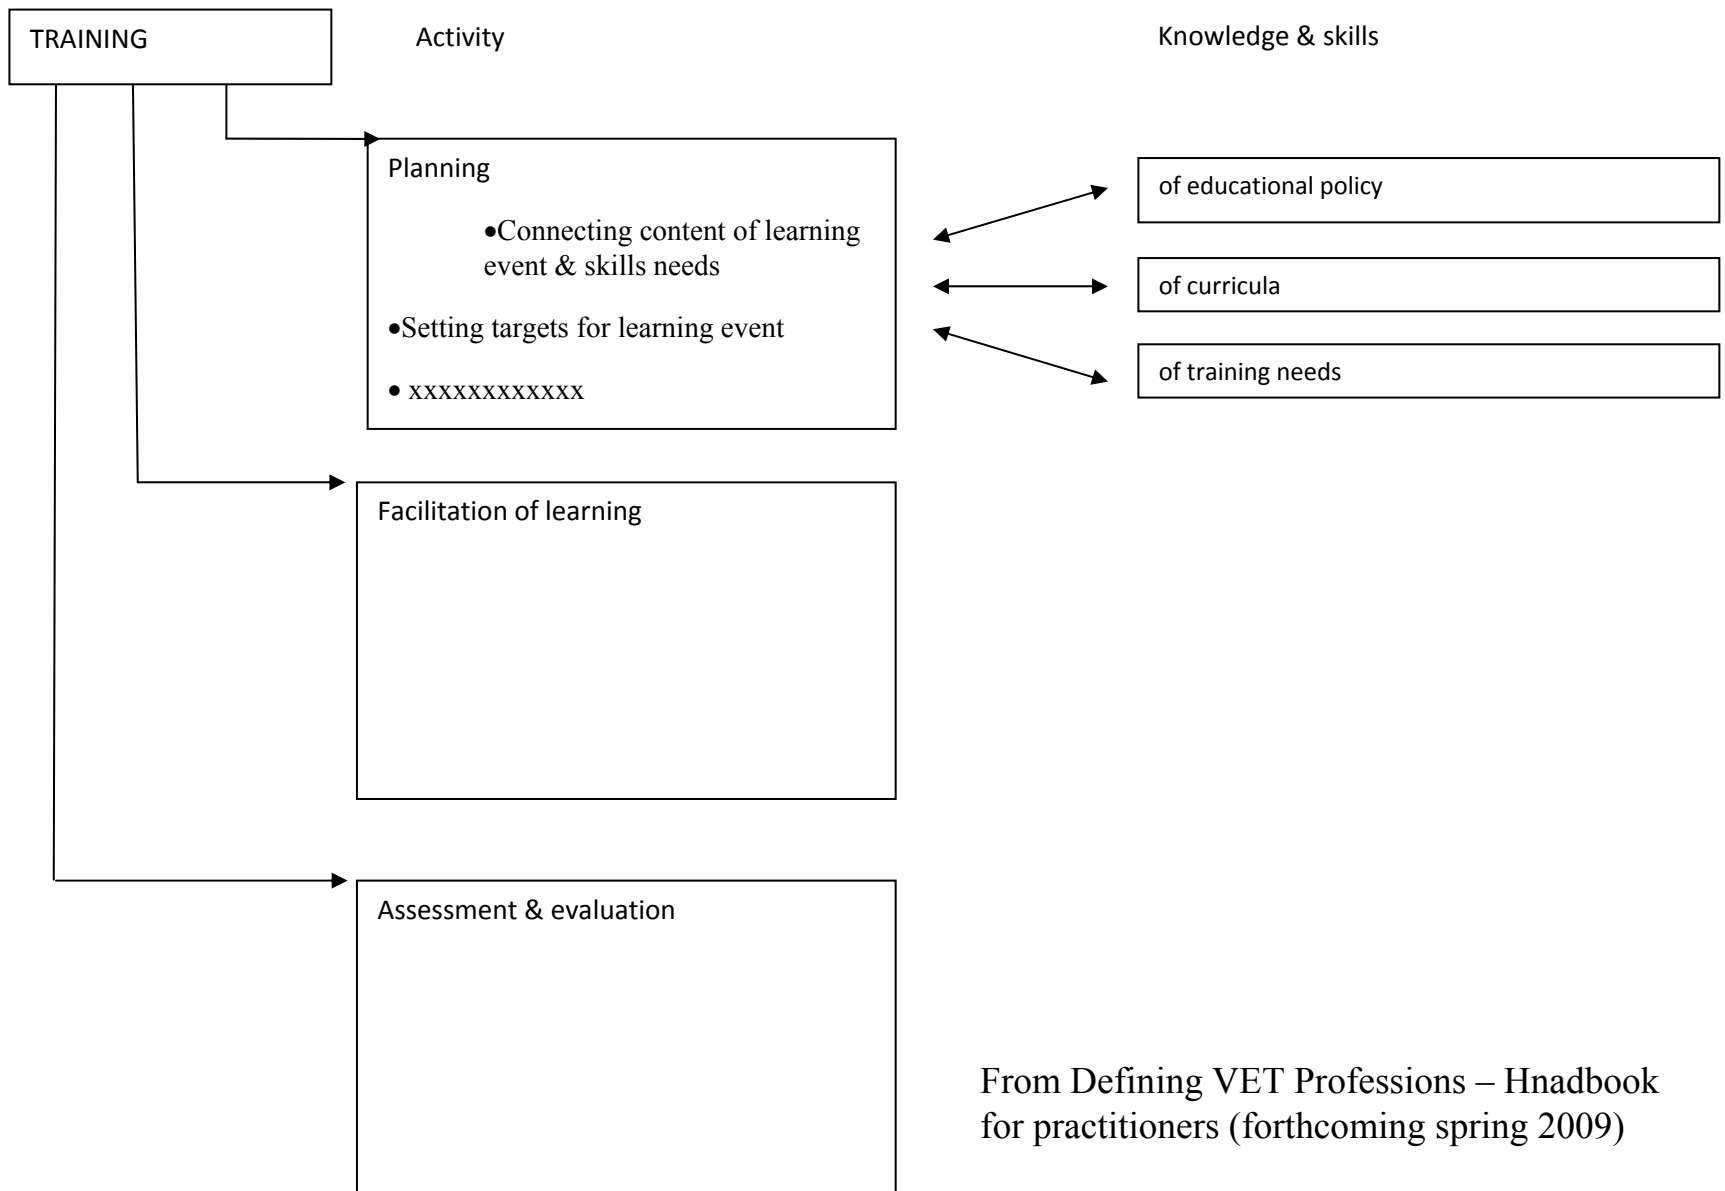 TRAINING
Activity
Knowledge & skills
Planning
•Connecting content of learning
event & skills needs
•Setting targets for learning event
• xxxxxxxxxxxx
of educational policy
of curricula
of training needs
Facilitation of learning
Assessment & evaluation
From Defining VET Professions – Hnadbook
for practitioners (forthcoming spring 2009)